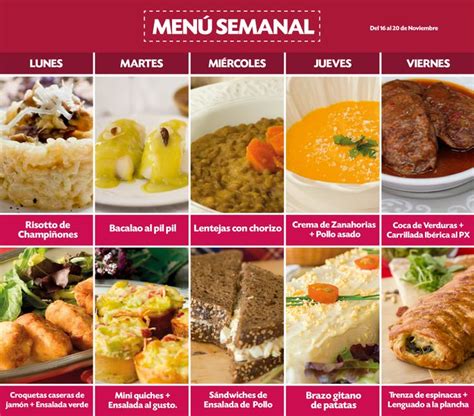 MENÚ SEMANAL
Del 16 al 20 de Noviembre
LUNES
MARTES
MIÉRCOLES
JUEVES
VIERNES
Risotto de
Champiñones
Bacalao al pil pil
Lentejas con chorizo
Crema de Zanahorias
+ Pollo asado
Coca de Verduras +
Carrillada Ibérica al PX
Croquetas caseras de
Jamón + Ensalada verde
Mini quiches +
Ensalada al gusto.
Sándwiches de
Ensalada de Pollo
Brazo gitano
de patatas
Trenza de espinacas +
Lenguado a la plancha